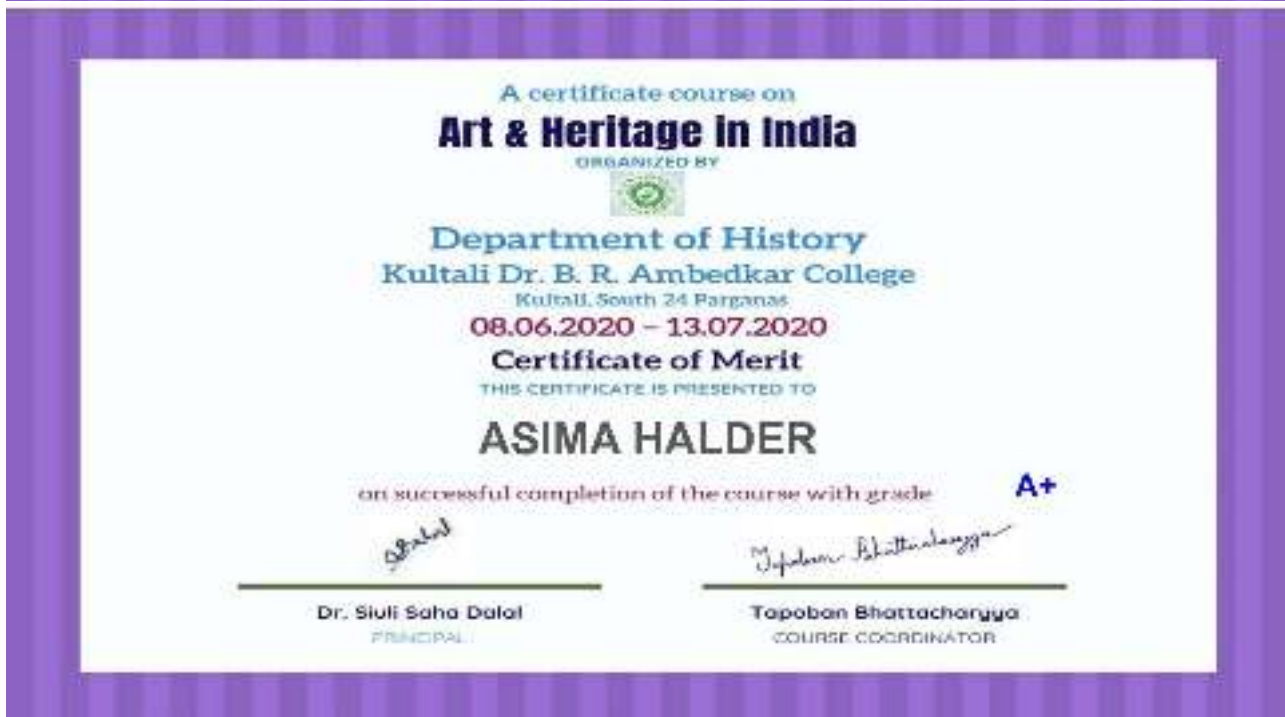 A certificate course on
Art & Heritage in India
ORGANIZED BY
Department of History
Kultali Dr. B. R. Ambedkar College
Kultali, South 24 Parganas
08.06.2020 – 13.07.2020
Certificate of Merit
THIS CERTIFICATE IS PRESENTED TO
ASIMA HALDER
on successful completion of the course with grade A+
Tapoban Bhattacharyya
Dr. Siuli Saha Dalal
Tapoban Bhattacharyya
PRINCIPAL
COURSE COORDINATOR